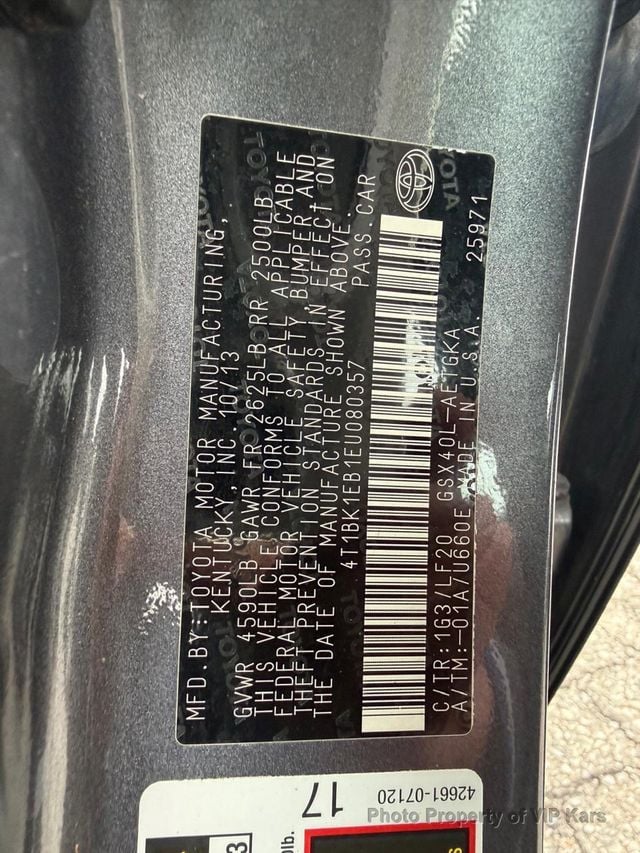 MFD.BY:TOYOTA MOTOR MANUFACTURING,
KENTUCKY, INC. 10/13
GVWR 4590LB GAWR FR 2625LB RR 2500LB
THIS VEHICLE CONFORMS TO ALL APPLICABLE
FEDERAL MOTOR VEHICLE SAFETY, BUMPER AND
THEFT PREVENTION STANDARDS IN EFFECT ON
THE DATE OF MANUFACTURE SHOWN ABOVE.
4T1BK1EB1EU080357 PASS.CAR
C/TR:1G3/LF20 GSX40L-AETGKA
A/TM:-01A/U660E MADE IN U.S.A. 25971
TOYOTA
17
42661-07120
lb.
3
Photo Property of VIP Kars